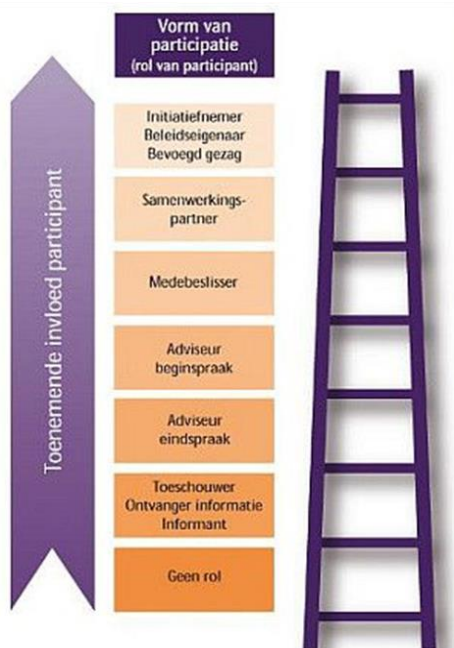 Vorm van
participatie
(rol van participant)
Toenemende invloed participant
Initiatiefnemer
Beleidseigenaar
Bevoegd gezag
Samenwerkings-
partner
Medebeslisser
Adviseur
beginspraak
Adviseur
eindspraak
Toeschouwer
Ontvanger informatie
Informant
Geen rol